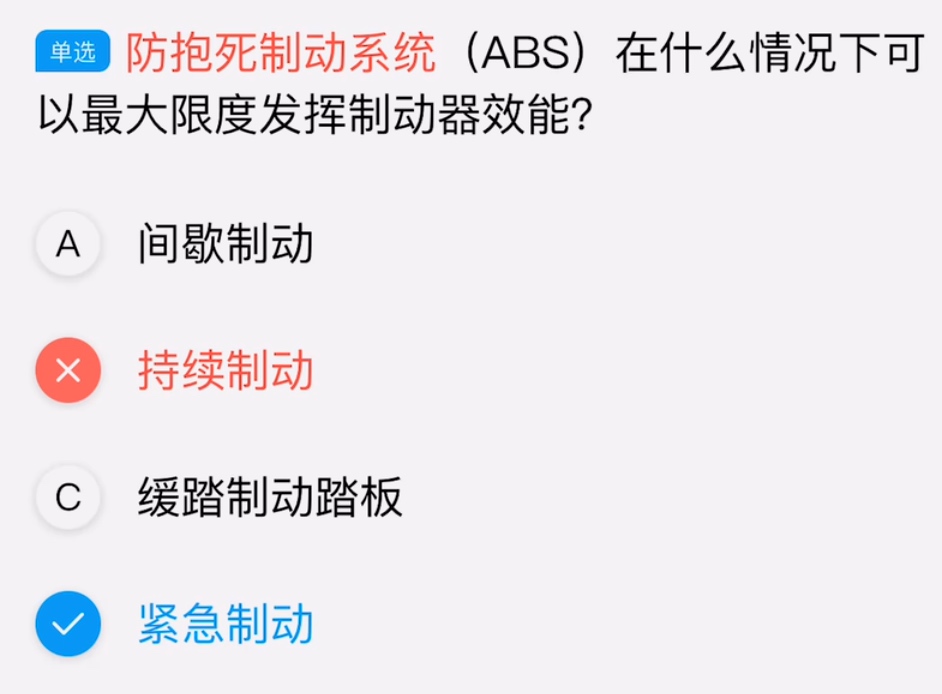 单选 防抱死制动系统（ABS）在什么情况下可
以最大限度发挥制动器效能?
A 间歇制动
持续制动
C 缓踏制动踏板
紧急制动